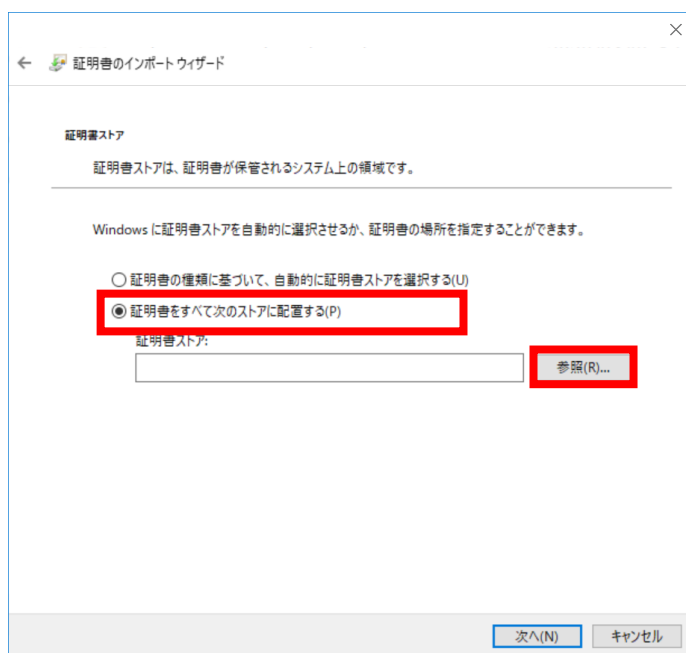 証明書のインポート ウィザード
証明書ストア
証明書ストアは、証明書が保管されるシステム上の領域です。
Windows に証明書ストアを自動的に選択させるか、証明書の場所を指定することができます。
証明書の種類に基づいて、自動的に証明書ストアを選択する(U)
証明書をすべて次のストアに配置する(P)
証明書ストア:
参照(R)...
次へ(N) キャンセル